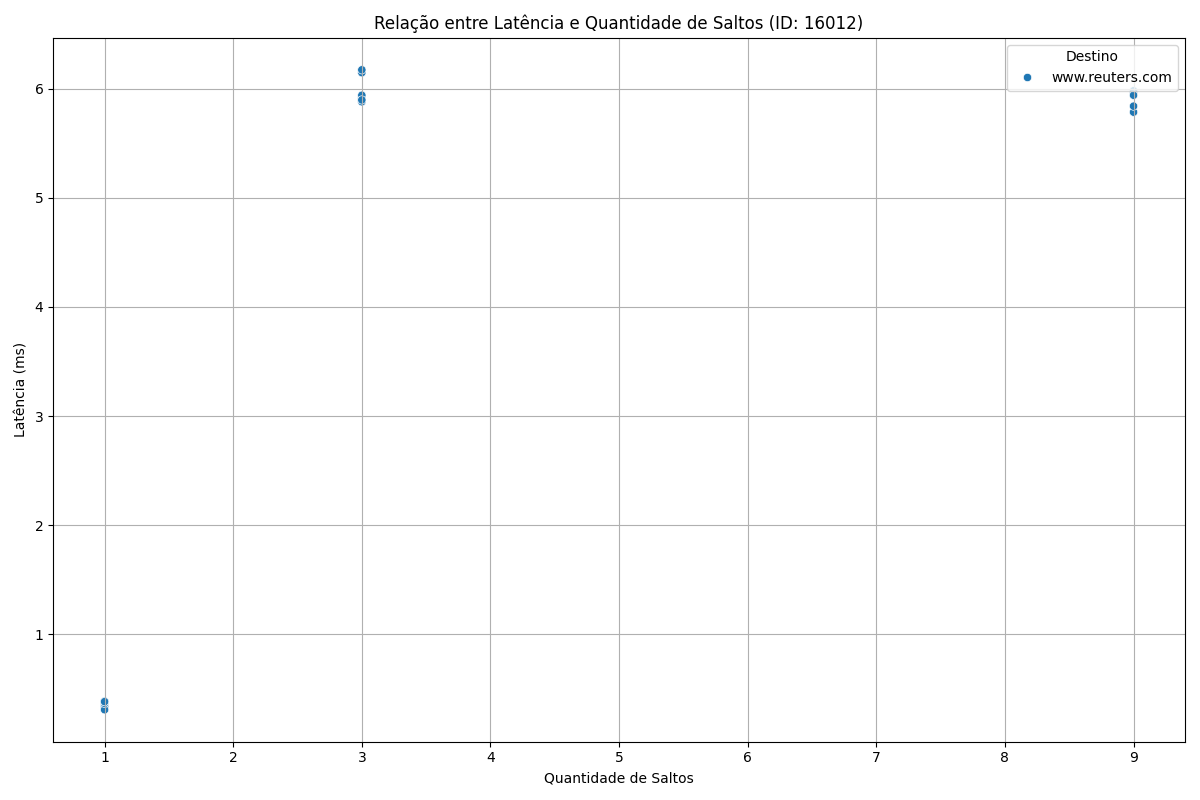 Relação entre Latência e Quantidade de Saltos (ID: 16012)
Destino
www.reuters.com
6
5
4
3
2
1
Latência (ms)
1 2 3 4 5 6 7 8 9
Quantidade de Saltos